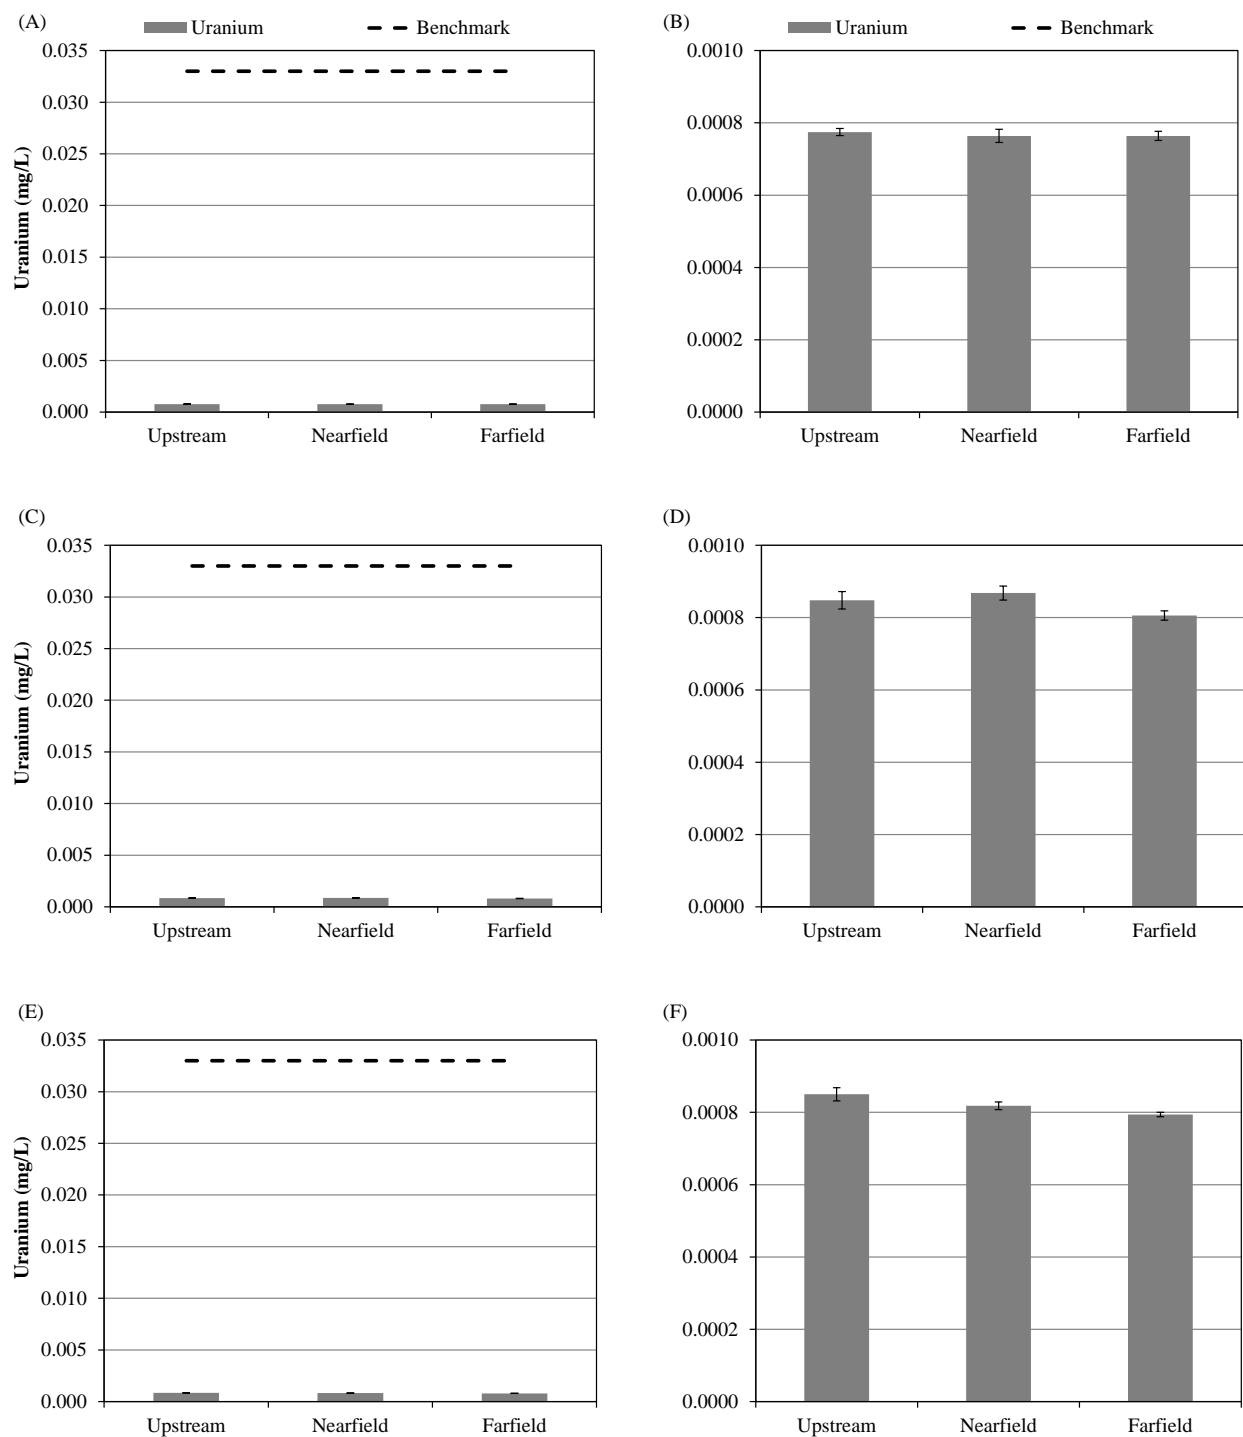 (A)
Uranium
Benchmark
0.035
0.030
0.025
0.020
0.015
0.010
0.005
0.000
Uranium (mg/L)
Upstream Nearfield Farfield
(B)
Uranium
Benchmark
0.0010
0.0008
0.0006
0.0004
0.0002
0.0000
Upstream Nearfield Farfield
(C)
0.035
0.030
0.025
0.020
0.015
0.010
0.005
0.000
Uranium (mg/L)
Upstream Nearfield Farfield
(D)
0.0010
0.0008
0.0006
0.0004
0.0002
0.0000
Upstream Nearfield Farfield
(E)
0.035
0.030
0.025
0.020
0.015
0.010
0.005
0.000
Uranium (mg/L)
Upstream Nearfield Farfield
(F)
0.0010
0.0008
0.0006
0.0004
0.0002
0.0000
Upstream Nearfield Farfield